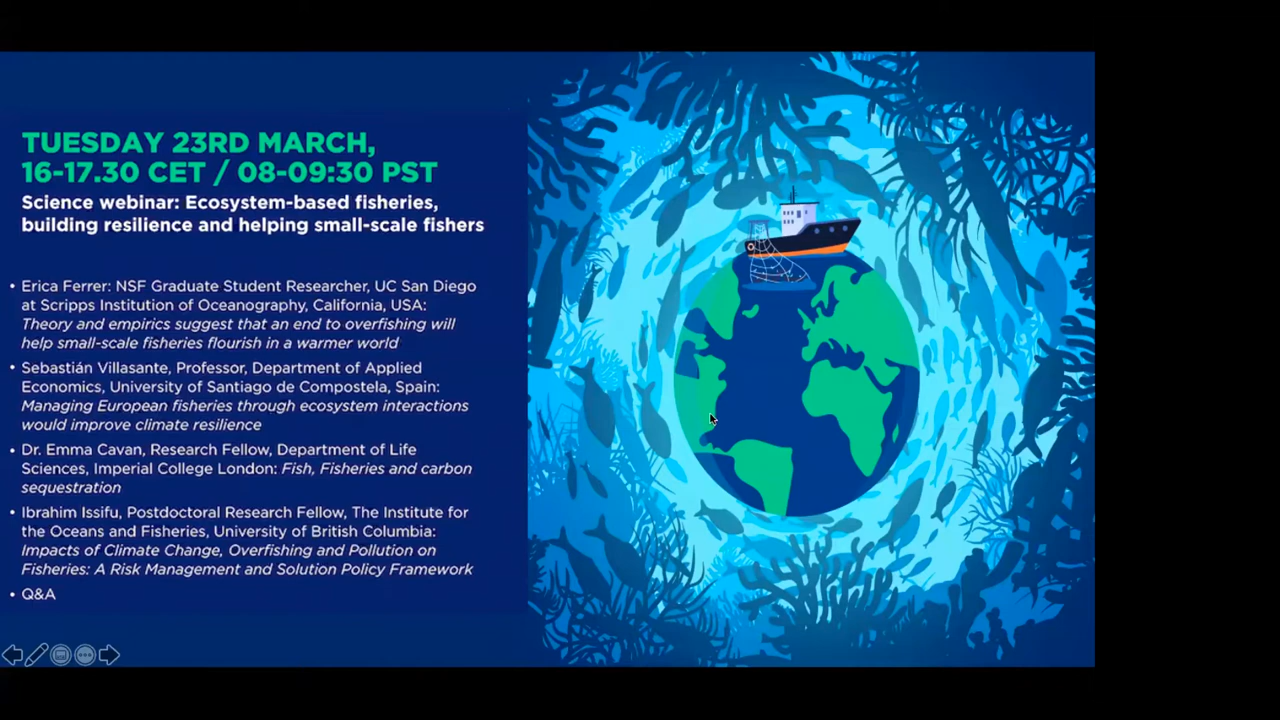 TUESDAY 23RD MARCH,
16-17.30 CET / 08-09:30 PST
Science webinar: Ecosystem-based fisheries,
building resilience and helping small-scale fishers
• Erica Ferrer: NSF Graduate Student Researcher, UC San Diego
at Scripps Institution of Oceanography, California, USA:
Theory and empirics suggest that an end to overfishing will
help small-scale fisheries flourish in a warmer world
• Sebastián Villasante, Professor, Department of Applied
Economics, University of Santiago de Compostela, Spain:
Managing European fisheries through ecosystem interactions
would improve climate resilience
• Dr. Emma Cavan, Research Fellow, Department of Life
Sciences, Imperial College London: Fish, Fisheries and carbon
sequestration
• Ibrahim Issifu, Postdoctoral Research Fellow, The Institute for
the Oceans and Fisheries, University of British Columbia:
Impacts of Climate Change, Overfishing and Pollution on
Fisheries: A Risk Management and Solution Policy Framework
• Q&A